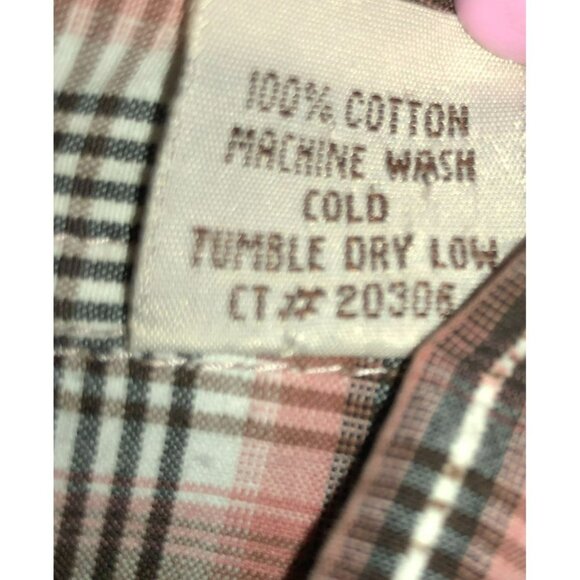 100% COTTON
MACHINE WASH
COLD
TUMBLE DRY LOW
CT# 20306